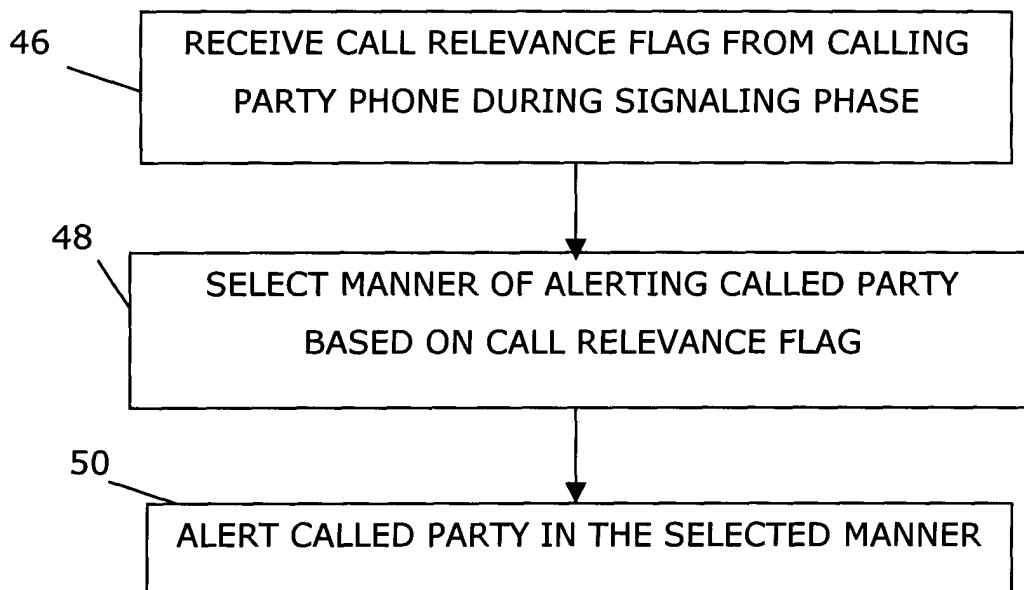 46
RECEIVE CALL RELEVANCE FLAG FROM CALLING
PARTY PHONE DURING SIGNALING PHASE
48
SELECT MANNER OF ALERTING CALLED PARTY
BASED ON CALL RELEVANCE FLAG
50
ALERT CALLED PARTY IN THE SELECTED MANNER